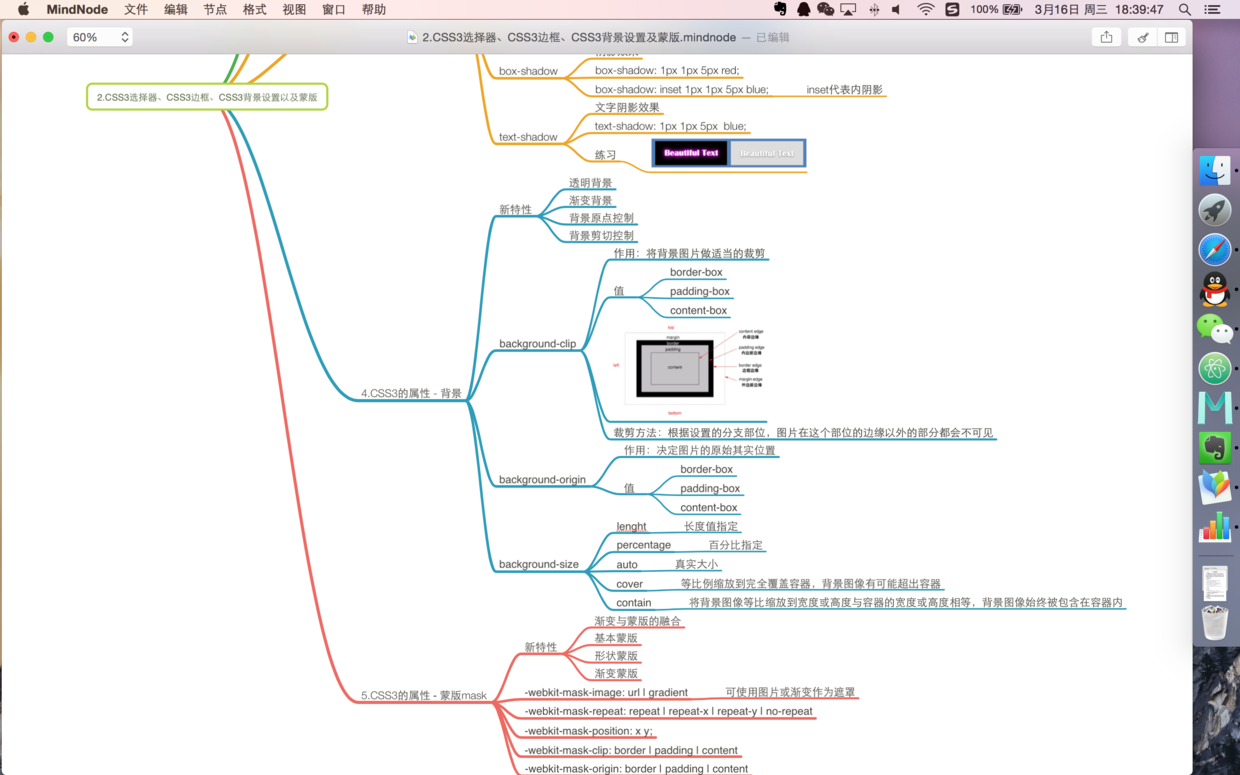 MindNode 文件 编辑 节点 格式 视图 窗口 帮助 100% 3月16日 周三 18:39:47
60%
2.CSS3选择器、CSS3边框、CSS3背景设置及蒙版.mindnode — 已编辑
box-shadow
box-shadow: 1px 1px 5px red;
box-shadow: inset 1px 1px 5px blue; inset代表内阴影
2.CSS3选择器、CSS3边框、CSS3背景设置以及蒙版
text-shadow
文字阴影效果
text-shadow: 1px 1px 5px blue;
练习
Beautiful Text Beautiful Text
4.CSS3的属性 - 背景
新特性
透明背景
渐变背景
背景原点控制
背景剪切控制
background-clip
作用：将背景图片做适当的裁剪
值
border-box
padding-box
content-box
top
margin
border
padding
content
left
bottom
content edge
内容边缘
padding edge
内边距边缘
border edge
边框边缘
margin edge
外边距边缘
裁剪方法：根据设置的分支部位，图片在这个部位的边缘以外的部分都会不可见
background-origin
作用：决定图片的原始其实位置
值
border-box
padding-box
content-box
background-size
lenght 长度值指定
percentage 百分比指定
auto 真实大小
cover 等比例缩放到完全覆盖容器，背景图像有可能超出容器
contain 将背景图像等比缩放到宽度或高度与容器的宽度或高度相等，背景图像始终被包含在容器内
5.CSS3的属性 - 蒙版mask
新特性
渐变与蒙版的融合
基本蒙版
形状蒙版
渐变蒙版
-webkit-mask-image: url | gradient 可使用图片或渐变作为遮罩
-webkit-mask-repeat: repeat | repeat-x | repeat-y | no-repeat
-webkit-mask-position: x y;
-webkit-mask-clip: border | padding | content
-webkit-mask-origin: border | padding | content